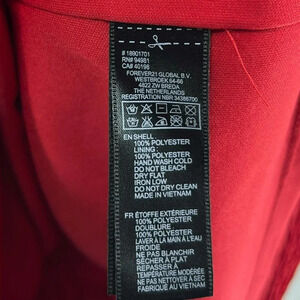 # 18901701
RN# 94981
CA# 40196
FOREVER21 GLOBAL B.V.
WESTBROEK 64-66
4822 ZW BREDA
THE NETHERLANDS
REGISTRATION NBR 34386700
EN SHELL
100% POLYESTER
LINING :
100% POLYESTER
HAND WASH COLD
DO NOT BLEACH
DRY FLAT
IRON LOW
DO NOT DRY CLEAN
MADE IN VIETNAM
FR ÉTOFFE EXTÉRIEURE
100% POLYESTER
DOUBLURE
100% POLYESTER
LAVER À LA MAIN À L'EAU
FROIDE
NE PAS BLANCHIR
SÉCHER À PLAT
REPASSER À
TEMPÉRATURE MODÉRÉE
NE PAS NETTOYER À SEC
FABRIQUÉ AU VIETNAM